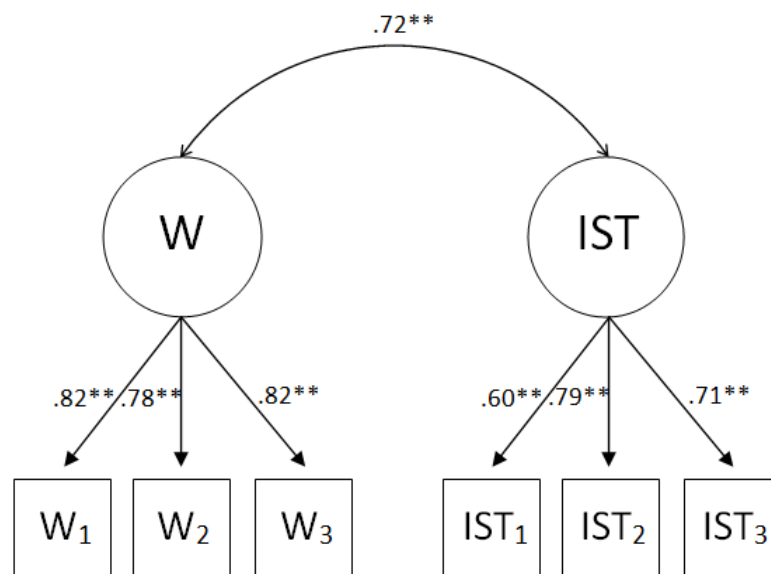 .72**
W IST
.82** .78** .82** .60** .79** .71**
W1 W2 W3 IST1 IST2 IST3